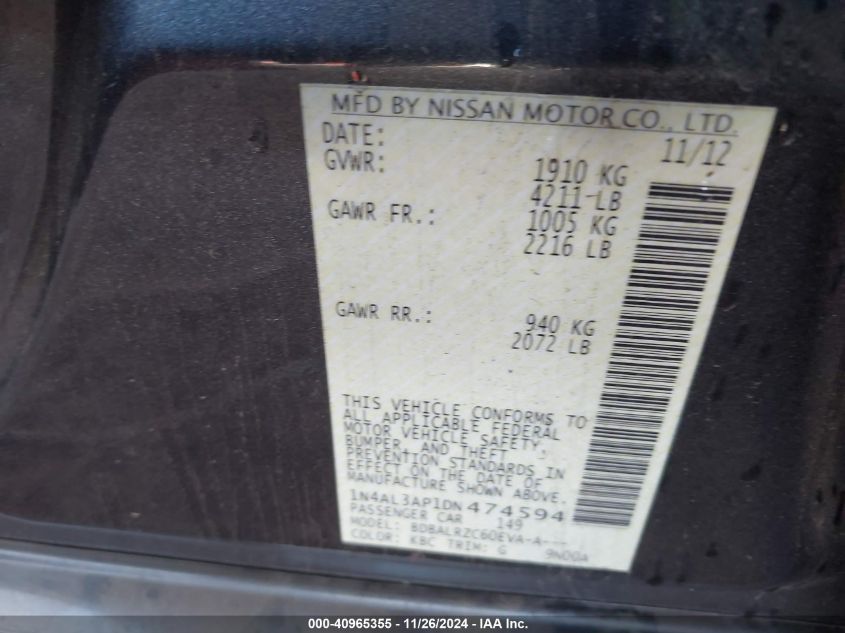 MFD BY NISSAN MOTOR CO., LTD.
DATE: 11/12
GVWR: 1910 KG
4211 LB
GAWR FR.: 1005 KG
2216 LB
GAWR RR.: 940 KG
2072 LB
THIS VEHICLE CONFORMS TO
ALL APPLICABLE FEDERAL
MOTOR VEHICLE SAFETY,
BUMPER, AND THEFT
PREVENTION STANDARDS IN
EFFECT ON THE DATE OF
MANUFACTURE SHOWN ABOVE.
1N4AL3AP1DN474594
PASSENGER CAR 149
MODEL: BDBALRZC60EVA-A---
COLOR: KBC TRIM: G 9N00A
000-40965355 - 11/26/2024 - IAA Inc.